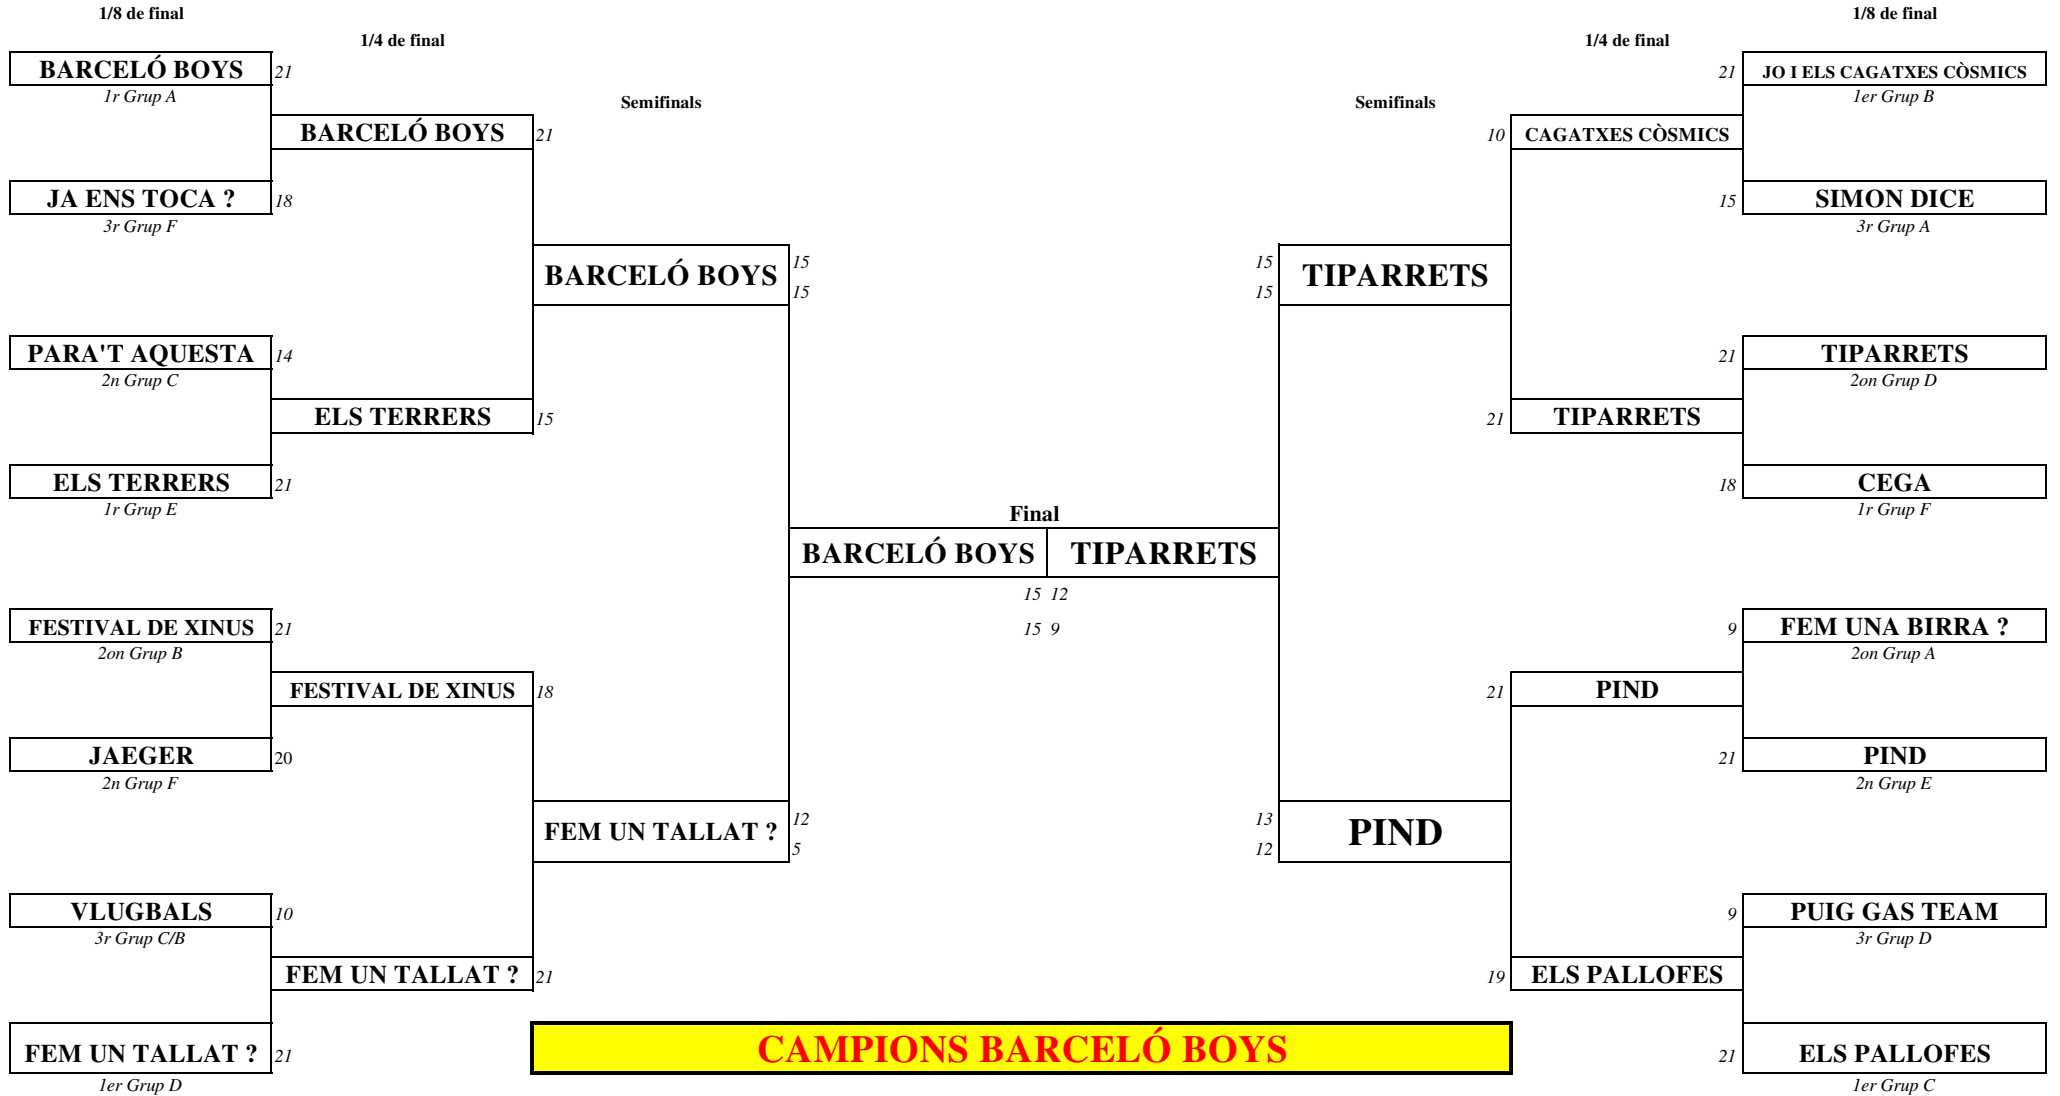 1/8 de final
1/8 de final
1/4 de final
1/4 de final
BARCELÓ BOYS 21
21 JO I ELS CAGATXES CÒSMICS
1r Grup A
1er Grup B
Semifinals
Semifinals
BARCELÓ BOYS 21
10 CAGATXES CÒSMICS
JA ENS TOCA ? 18
15 SIMON DICE
3r Grup F
3r Grup A
BARCELÓ BOYS 15
15
15 TIPARRETS
15
PARA'T AQUESTA 14
21 TIPARRETS
2n Grup C
2on Grup D
ELS TERRERS 15
21 TIPARRETS
ELS TERRERS 21
18 CEGA
1r Grup E
1r Grup F
Final
BARCELÓ BOYS TIPARRETS
15 12
15 9
FESTIVAL DE XINUS 21
9 FEM UNA BIRRA ?
2on Grup B
2on Grup A
FESTIVAL DE XINUS 18
21 PIND
JAEGER 20
21 PIND
2n Grup F
2n Grup E
FEM UN TALLAT ? 12
5
13 PIND
12
VLUGBALS 10
9 PUIG GAS TEAM
3r Grup C/B
3r Grup D
FEM UN TALLAT ? 21
19 ELS PALLOFES
CAMPIONS BARCELÓ BOYS
FEM UN TALLAT ? 21
21 ELS PALLOFES
1er Grup D
1er Grup C